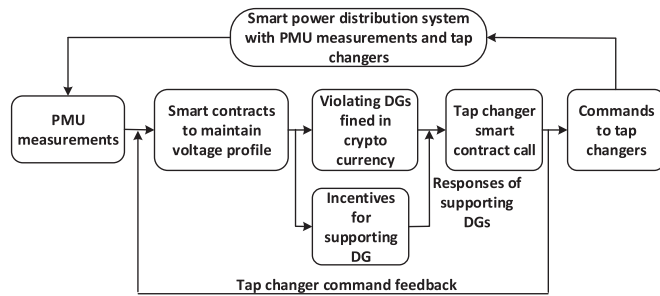 Smart power distribution system
with PMU measurements and tap
changers
PMU
measurements
Smart contracts
to maintain
voltage profile
Violating DGs
fined in
crypto
currency
Tap changer
smart
contract call
Commands
to tap
changers
Incentives
for
supporting
DG
Responses of
supporting
DGs
Tap changer command feedback